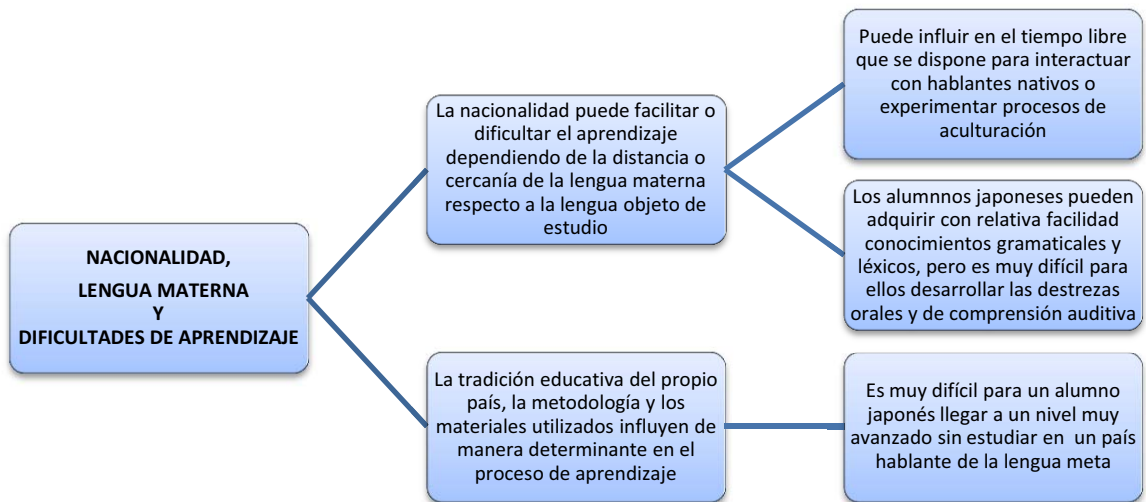 NACIONALIDAD,
LENGUA MATERNA
Y
DIFICULTADES DE APRENDIZAJE
La nacionalidad puede facilitar o
dificultar el aprendizaje
dependiendo de la distancia o
cercanía de la lengua materna
respecto a la lengua objeto de
estudio
Puede influir en el tiempo libre
que se dispone para interactuar
con hablantes nativos o
experimentar procesos de
aculturación
Los alumnnos japoneses pueden
adquirir con relativa facilidad
conocimientos gramaticales y
léxicos, pero es muy difícil para
ellos desarrollar las destrezas
orales y de comprensión auditiva
La tradición educativa del propio
país, la metodología y los
materiales utilizados influyen de
manera determinante en el
proceso de aprendizaje
Es muy difícil para un alumno
japonés llegar a un nivel muy
avanzado sin estudiar en un país
hablante de la lengua meta